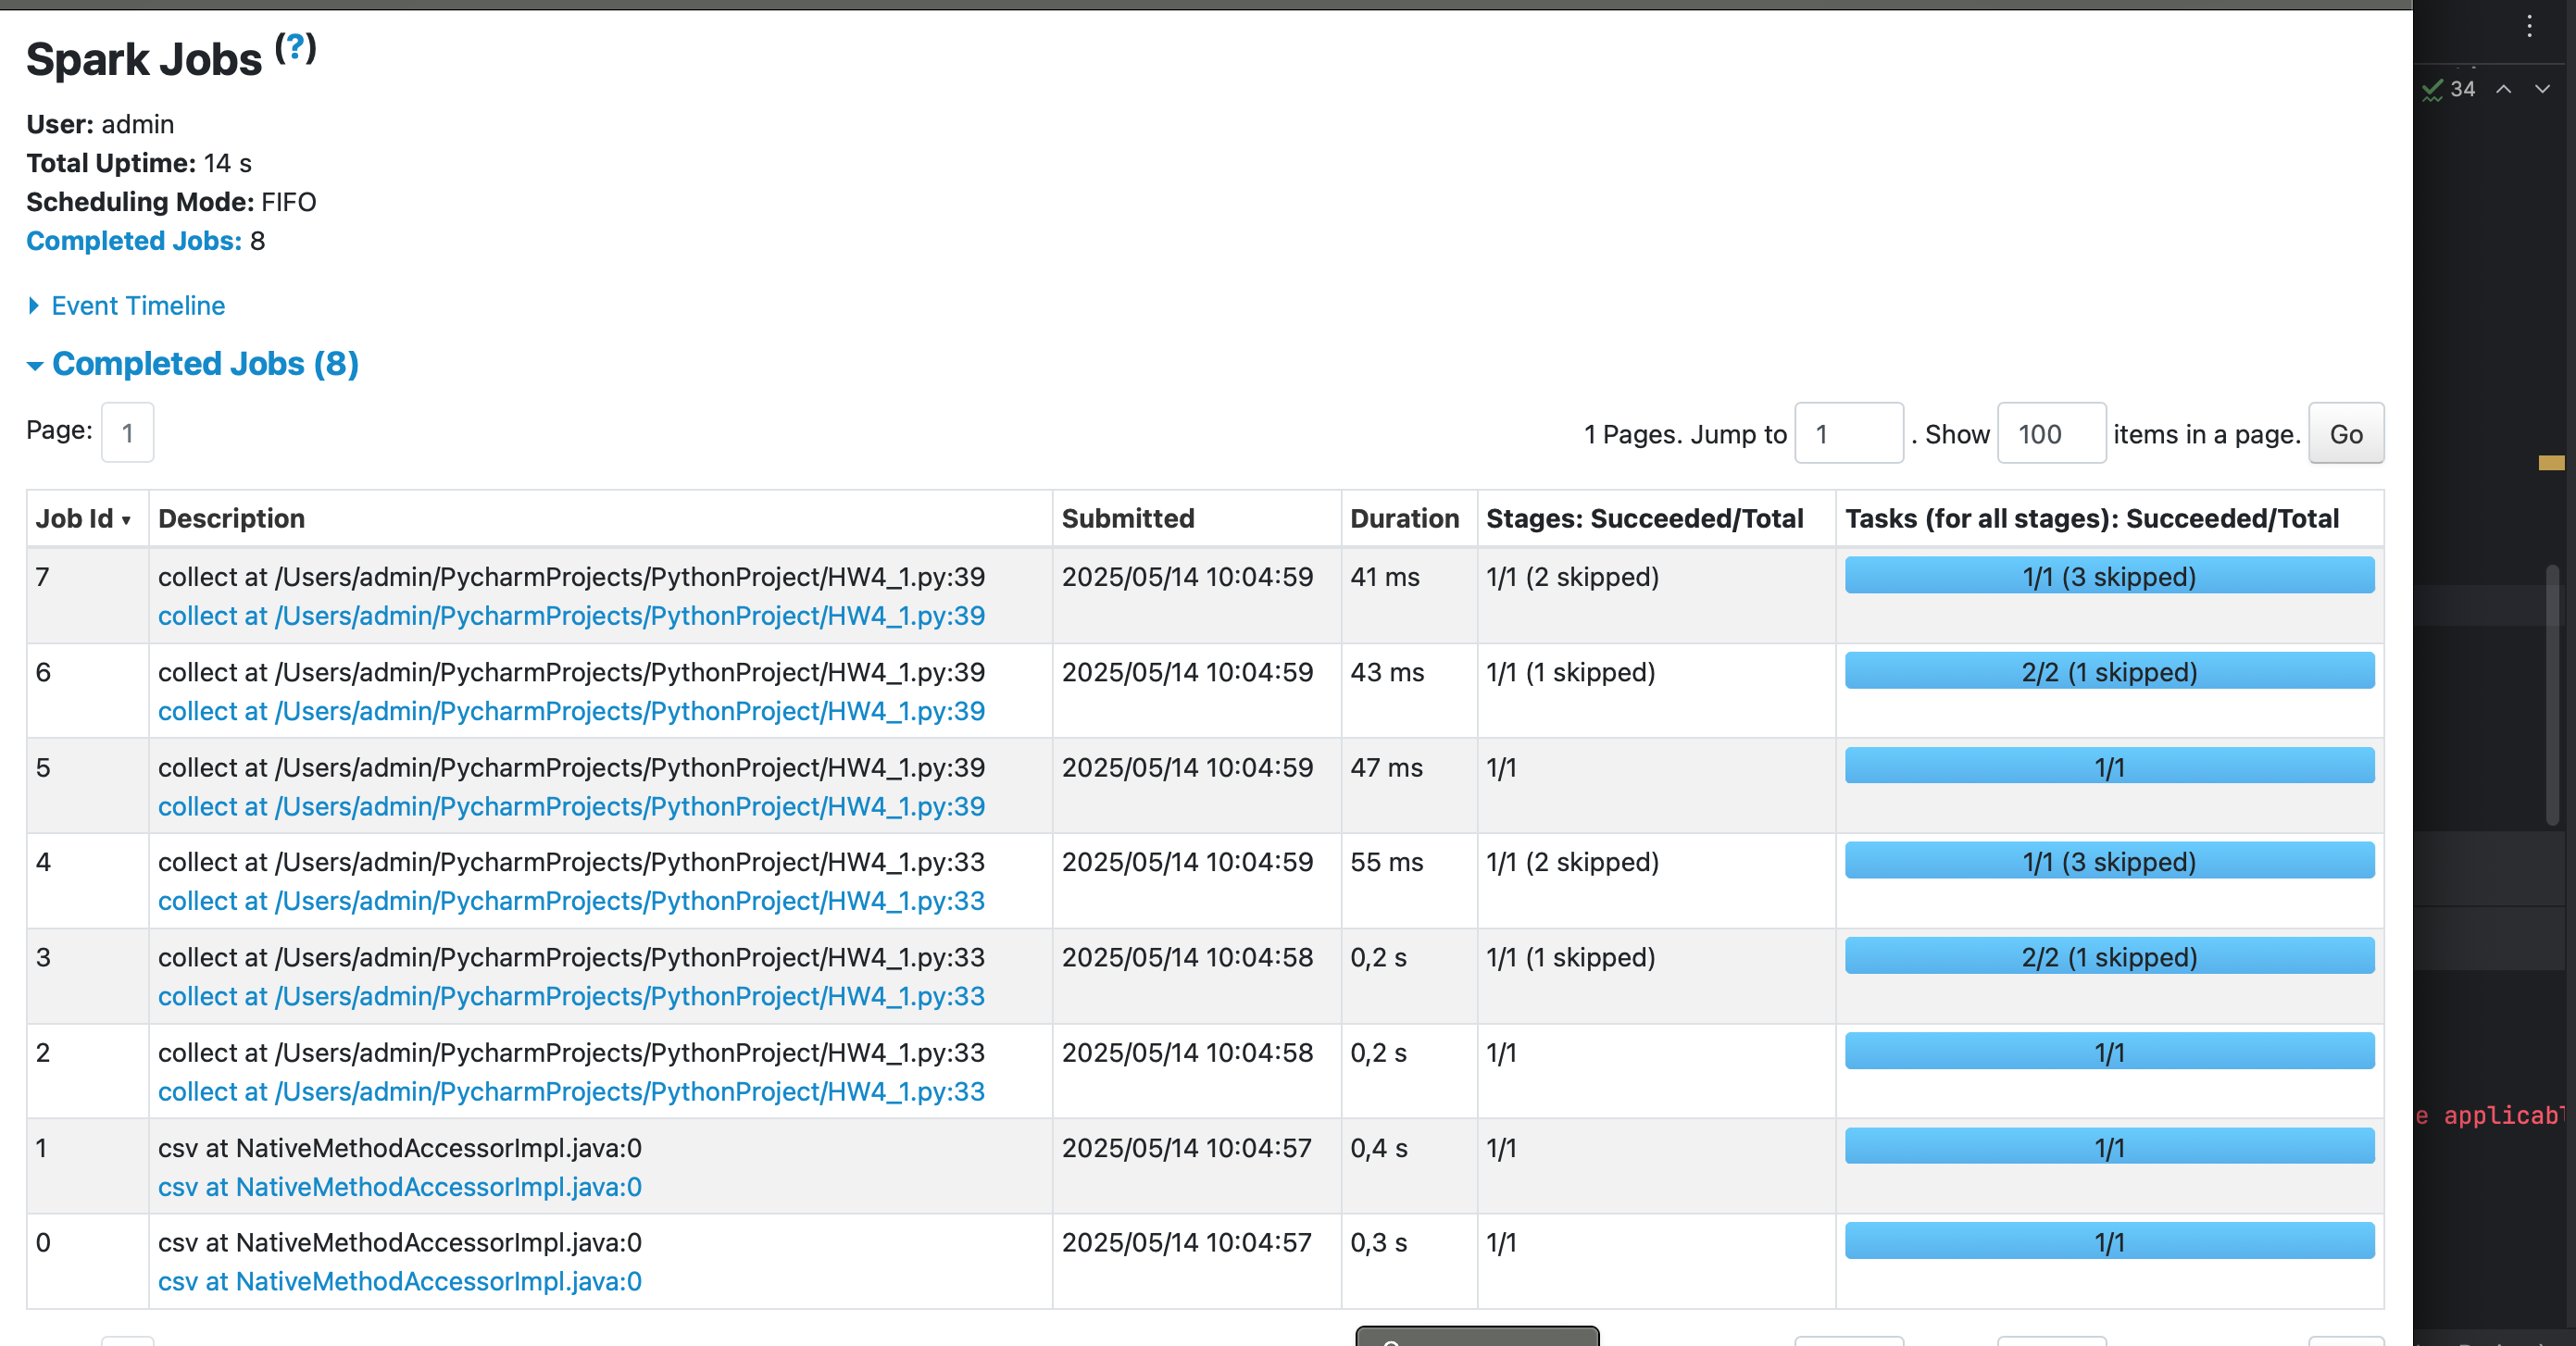 Spark Jobs (?)
User: admin
Total Uptime: 14 s
Scheduling Mode: FIFO
Completed Jobs: 8
Event Timeline
Completed Jobs (8)
Page: 1
1 Pages. Jump to 1 . Show 100 items in a page. Go
34
Job Id ▾ Description Submitted Duration Stages: Succeeded/Total Tasks (for all stages): Succeeded/Total
7 collect at /Users/admin/PycharmProjects/PythonProject/HW4_1.py:39 2025/05/14 10:04:59 41 ms 1/1 (2 skipped) 1/1 (3 skipped)
collect at /Users/admin/PycharmProjects/PythonProject/HW4_1.py:39
6 collect at /Users/admin/PycharmProjects/PythonProject/HW4_1.py:39 2025/05/14 10:04:59 43 ms 1/1 (1 skipped) 2/2 (1 skipped)
collect at /Users/admin/PycharmProjects/PythonProject/HW4_1.py:39
5 collect at /Users/admin/PycharmProjects/PythonProject/HW4_1.py:39 2025/05/14 10:04:59 47 ms 1/1 1/1
collect at /Users/admin/PycharmProjects/PythonProject/HW4_1.py:39
4 collect at /Users/admin/PycharmProjects/PythonProject/HW4_1.py:33 2025/05/14 10:04:59 55 ms 1/1 (2 skipped) 1/1 (3 skipped)
collect at /Users/admin/PycharmProjects/PythonProject/HW4_1.py:33
3 collect at /Users/admin/PycharmProjects/PythonProject/HW4_1.py:33 2025/05/14 10:04:58 0,2 s 1/1 (1 skipped) 2/2 (1 skipped)
collect at /Users/admin/PycharmProjects/PythonProject/HW4_1.py:33
2 collect at /Users/admin/PycharmProjects/PythonProject/HW4_1.py:33 2025/05/14 10:04:58 0,2 s 1/1 1/1
collect at /Users/admin/PycharmProjects/PythonProject/HW4_1.py:33
e applicab
1 csv at NativeMethodAccessorImpl.java:0 2025/05/14 10:04:57 0,4 s 1/1 1/1
csv at NativeMethodAccessorImpl.java:0
0 csv at NativeMethodAccessorImpl.java:0 2025/05/14 10:04:57 0,3 s 1/1 1/1
csv at NativeMethodAccessorImpl.java:0